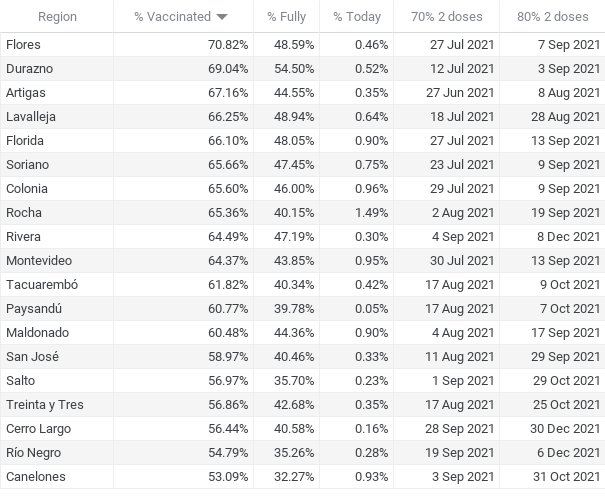 Region % Vaccinated % Fully % Today 70% 2 doses 80% 2 doses
Flores 70.82% 48.59% 0.46% 27 Jul 2021 7 Sep 2021
Durazno 69.04% 54.50% 0.52% 12 Jul 2021 3 Sep 2021
Artigas 67.16% 44.55% 0.35% 27 Jun 2021 8 Aug 2021
Lavalleja 66.25% 48.94% 0.64% 18 Jul 2021 28 Aug 2021
Florida 66.10% 48.05% 0.90% 27 Jul 2021 13 Sep 2021
Soriano 65.66% 47.45% 0.75% 23 Jul 2021 9 Sep 2021
Colonia 65.60% 46.00% 0.96% 29 Jul 2021 9 Sep 2021
Rocha 65.36% 40.15% 1.49% 2 Aug 2021 19 Sep 2021
Rivera 64.49% 47.19% 0.30% 4 Sep 2021 8 Dec 2021
Montevideo 64.37% 43.85% 0.95% 30 Jul 2021 13 Sep 2021
Tacuarembó 61.82% 40.34% 0.42% 17 Aug 2021 9 Oct 2021
Paysandú 60.77% 39.78% 0.05% 17 Aug 2021 7 Oct 2021
Maldonado 60.48% 44.36% 0.90% 4 Aug 2021 17 Sep 2021
San José 58.97% 40.46% 0.33% 11 Aug 2021 29 Sep 2021
Salto 56.97% 35.70% 0.23% 1 Sep 2021 29 Oct 2021
Treinta y Tres 56.86% 42.68% 0.35% 17 Aug 2021 25 Oct 2021
Cerro Largo 56.44% 40.58% 0.16% 28 Sep 2021 30 Dec 2021
Río Negro 54.79% 35.26% 0.28% 19 Sep 2021 6 Dec 2021
Canelones 53.09% 32.27% 0.93% 3 Sep 2021 31 Oct 2021